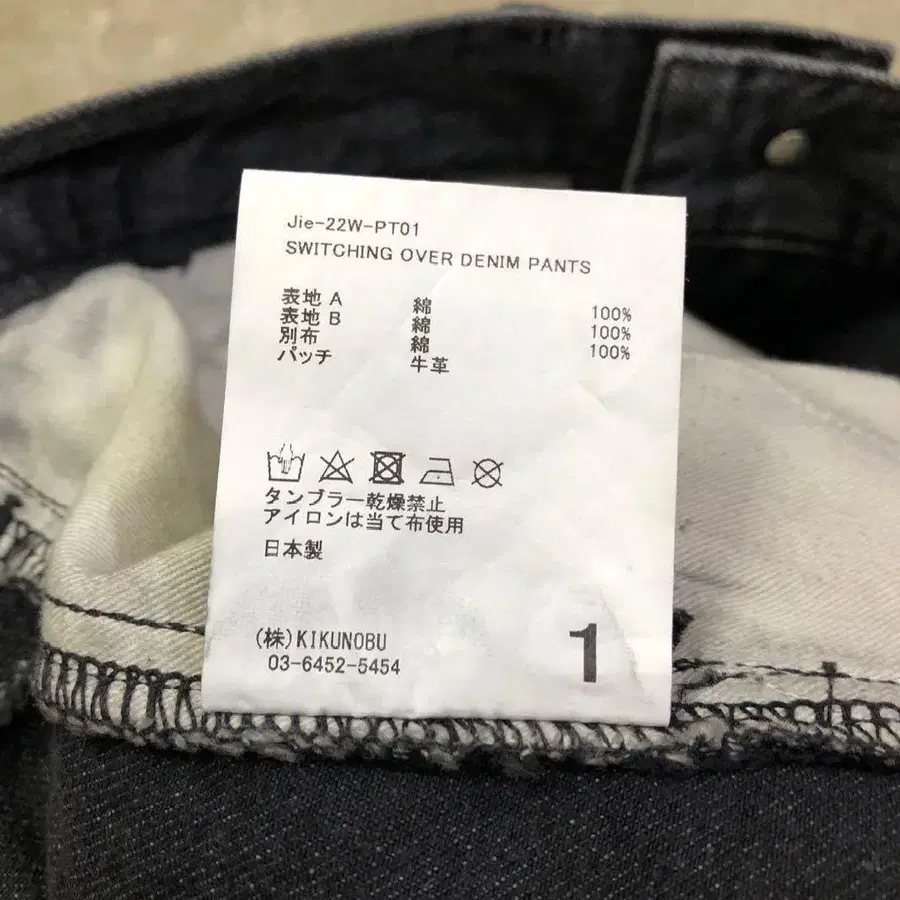 Jie-22W-PT01
SWITCHING OVER DENIM PANTS
表地 A 綿 100%
表地 B 綿 100%
別布 綿 100%
パッチ 牛革
タンブラー乾燥禁止
アイロンは当て布使用
日本製
(株)KIKUNOBU
03-6452-5454
1